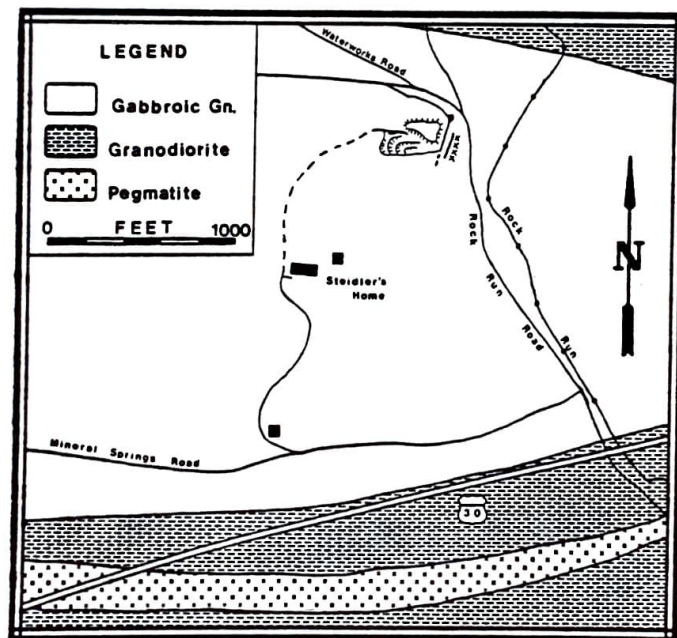 LEGEND
Gabbroic Gn.
Granodiorite
Pegmatite
0 FEET 1000
Waterworks Road
XXXX
Rock Run Road
Rock Run
N
Steidler's
Home
Mineral Springs Road
30